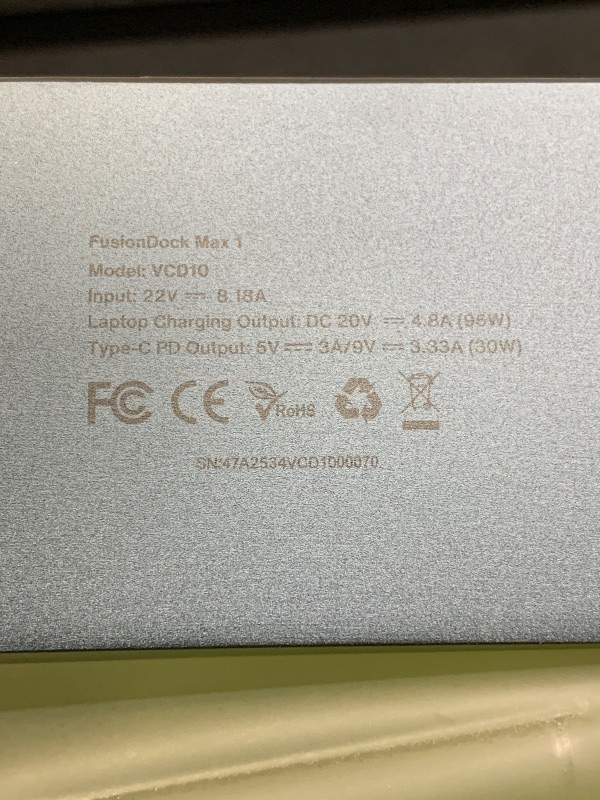 FusionDock Max 1
Model: VCD10
Input: 22V ⎓ 8.18A
Laptop Charging Output: DC 20V ⎓ 4.8A (96W)
Type-C PD Output: 5V ⎓ 3A/9V ⎓ 3.33A (30W)
FC CE RoHS
SN:47A2534VCD1000070